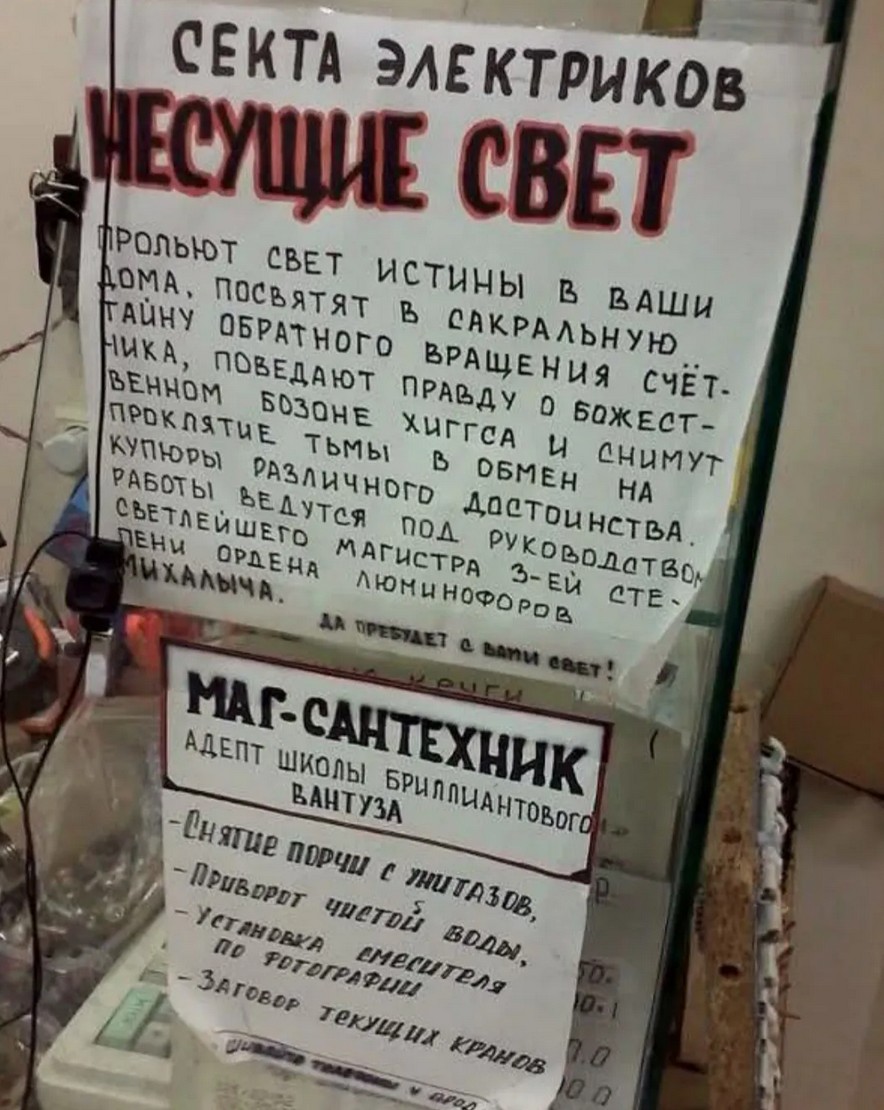 СЕКТА ЭЛЕКТРИКОВ
НЕСУЩИЕ СВЕТ
ПРОЛЬЮТ СВЕТ ИСТИНЫ В ВАШИ
ДОМА, ПОСВЯТЯТ В САКРАЛЬНУЮ
ТАЙНУ ОБРАТНОГО ВРАЩЕНИЯ СЧЁТ-
ЧИКА, ПОВЕДАЮТ ПРАВДУ О БОЖЕСТ-
ВЕННОМ БОЗОНЕ ХИГГСА И СНИМУТ
ПРОКЛЯТИЕ ТЬМЫ В ОБМЕН НА
КУПЮРЫ РАЗЛИЧНОГО ДОСТОИНСТВА.
РАБОТЫ ВЕДУТСЯ ПОД РУКОВОДСТВОМ
СВЕТЛЕЙШЕГО МАГИСТРА 3-ЕЙ СТЕ-
ПЕНИ ОРДЕНА ЛЮМИНОФОРОВ
МИХАЛЫЧА.
ДА ПРЕБУДЕТ С ВАМИ СВЕТ!
МАГ-САНТЕХНИК
АДЕПТ ШКОЛЫ БРИЛЛИАНТОВОГО
ВАНТУЗА
-СНЯТИЕ ПОРЧИ С УНИТАЗОВ,
-ПРИВОРОТ ЧИСТОЙ ВОДЫ,
-УСТАНОВКА СМЕСИТЕЛЯ
ПО ФОТОГРАФИИ
-ЗАГОВОР ТЕКУЩИХ КРАНОВ